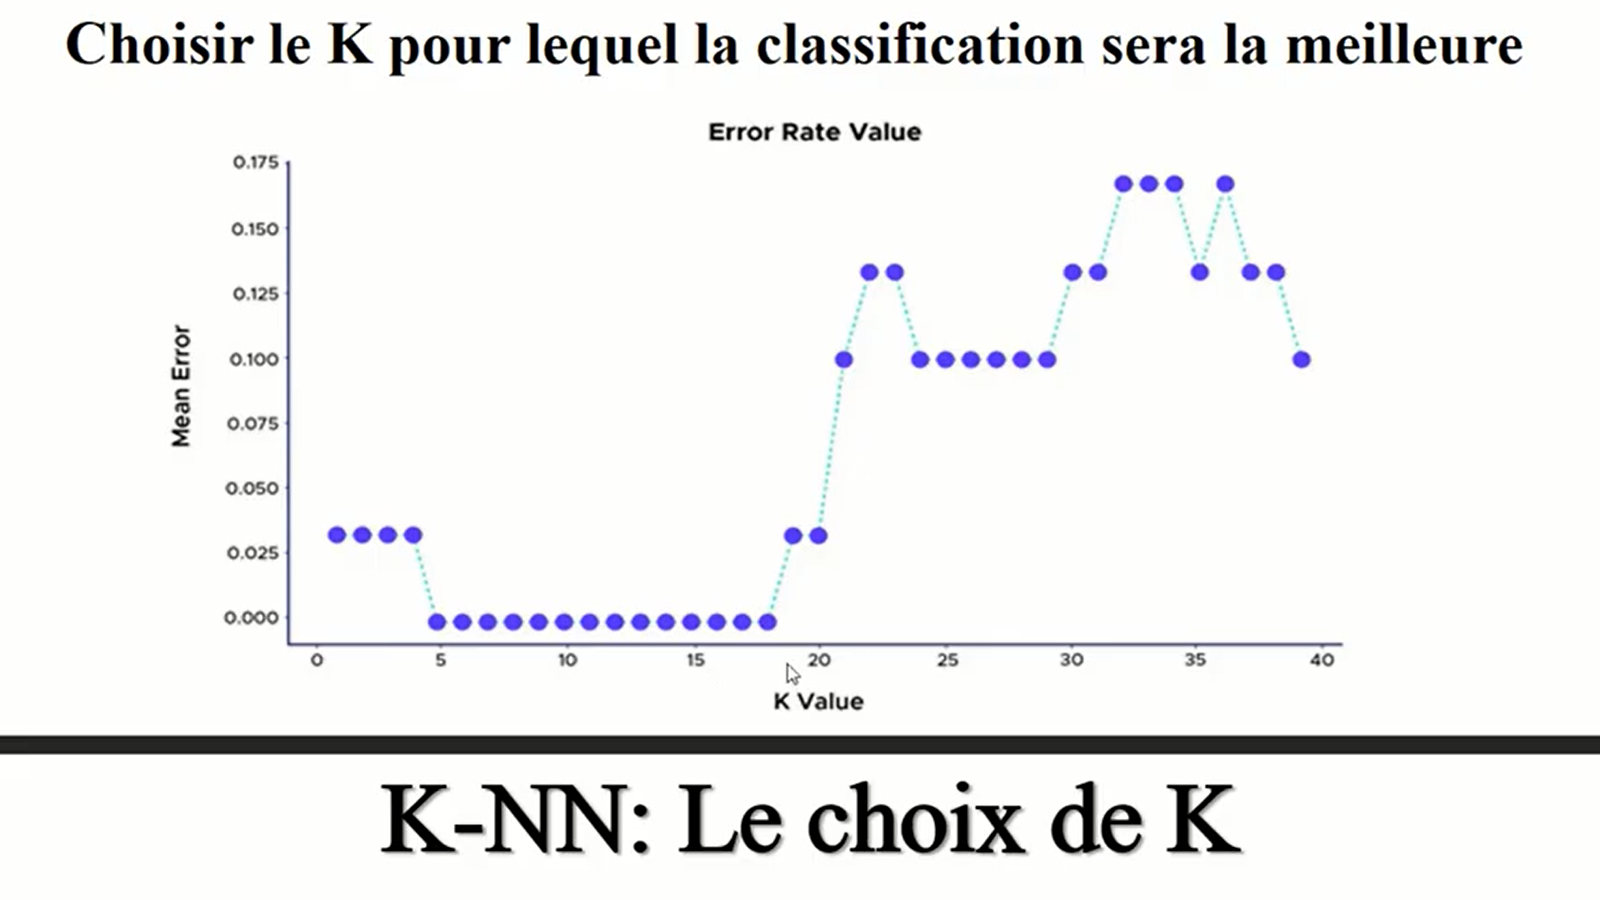 Choisir le K pour lequel la classification sera la meilleure
Error Rate Value
0.175
0.150
0.125
0.100
0.075
0.050
0.025
0.000
Mean Error
0 5 10 15 20 25 30 35 40
K Value
K-NN: Le choix de K